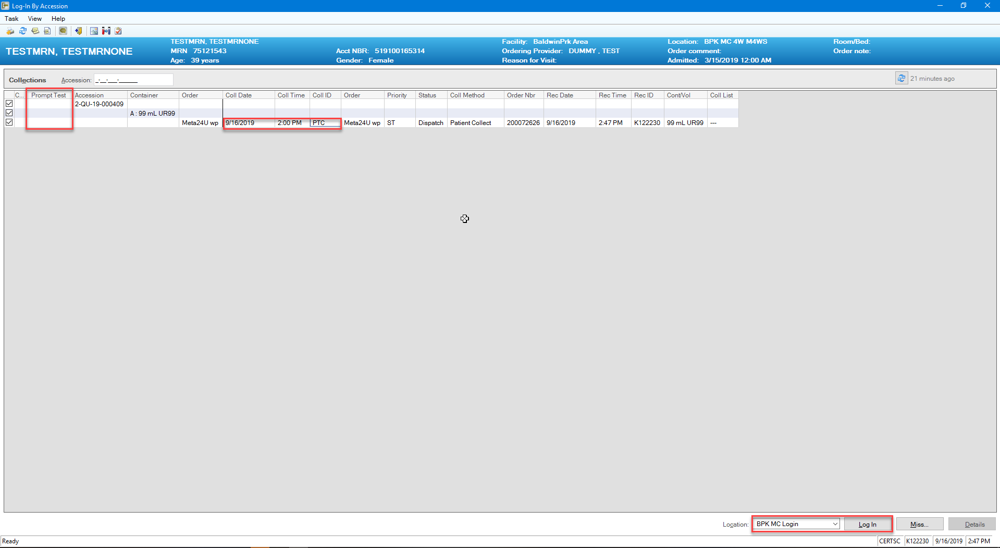 Log-In By Accession
Task View Help
TESTMRN, TESTMRNONE
TESTMRN, TESTMRNONE
MRN 75121543
Age: 39 years
Acct NBR: 519100165314
Gender: Female
Facility: BaldwinPrk Area
Ordering Provider: DUMMY , TEST
Reason for Visit:
Location: BPK MC 4W M4WS
Order comment:
Admitted: 3/15/2019 12:00 AM
Room/Bed:
Order note:
Collections Accession: _-__-___-______ 21 minutes ago
C... Prompt Test Accession Container Order Coll Date Coll Time Coll ID Order Priority Status Coll Method Order Nbr Rec Date Rec Time Rec ID Cont/Vol Coll List
2-QU-19-000409
A : 99 mL UR99
Meta24U wp 9/16/2019 2:00 PM PTC Meta24U wp ST Dispatch Patient Collect 200072626 9/16/2019 2:47 PM K122230 99 mL UR99 ---
Location: BPK MC Login Log In Miss... Details
Ready CERTSC K122230 9/16/2019 2:47 PM